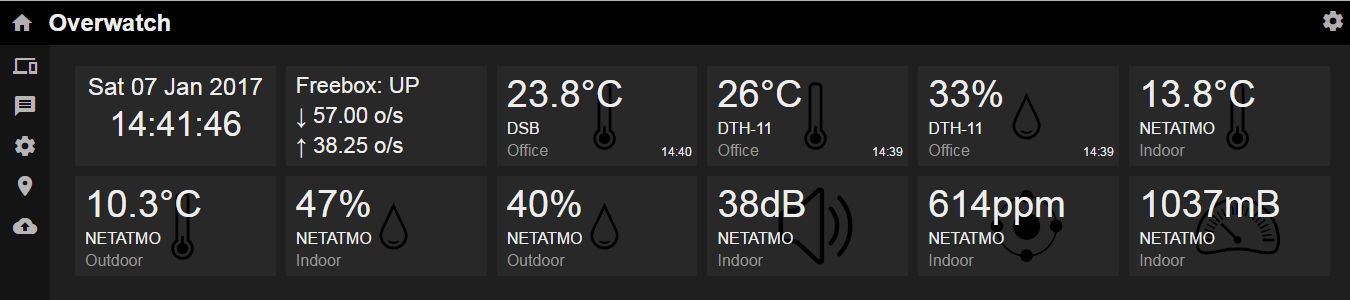 Overwatch
Sat 07 Jan 2017
14:41:46
Freebox: UP
↓ 57.00 o/s
↑ 38.25 o/s
23.8°C
DSB
Office 14:40
26°C
DTH-11
Office 14:39
33%
DTH-11
Office 14:39
13.8°C
NETATMO
Indoor
10.3°C
NETATMO
Outdoor
47%
NETATMO
Indoor
40%
NETATMO
Outdoor
38dB
NETATMO
Indoor
614ppm
NETATMO
Indoor
1037mB
NETATMO
Indoor